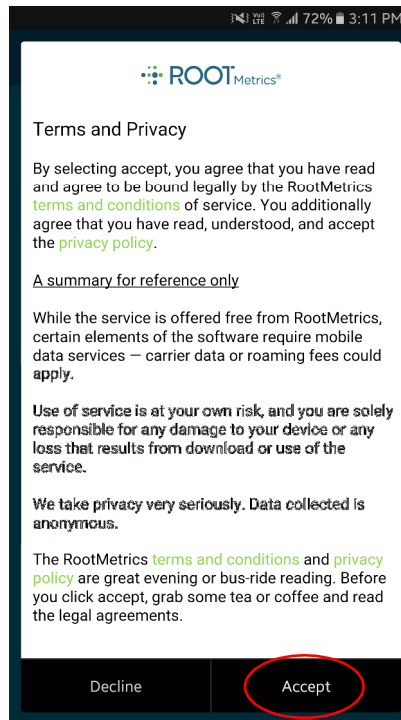 Voo LTE 72% 3:11 PM
ROOT Metrics®
Terms and Privacy
By selecting accept, you agree that you have read
and agree to be bound legally by the RootMetrics
terms and conditions of service. You additionally
agree that you have read, understood, and accept
the privacy policy.
A summary for reference only
While the service is offered free from RootMetrics,
certain elements of the software require mobile
data services — carrier data or roaming fees could
apply.
Use of service is at your own risk, and you are solely
responsible for any damage to your device or any
loss that results from download or use of the
service.
We take privacy very seriously. Data collected is
anonymous.
The RootMetrics terms and conditions and privacy
policy are great evening or bus-ride reading. Before
you click accept, grab some tea or coffee and read
the legal agreements.
Decline Accept